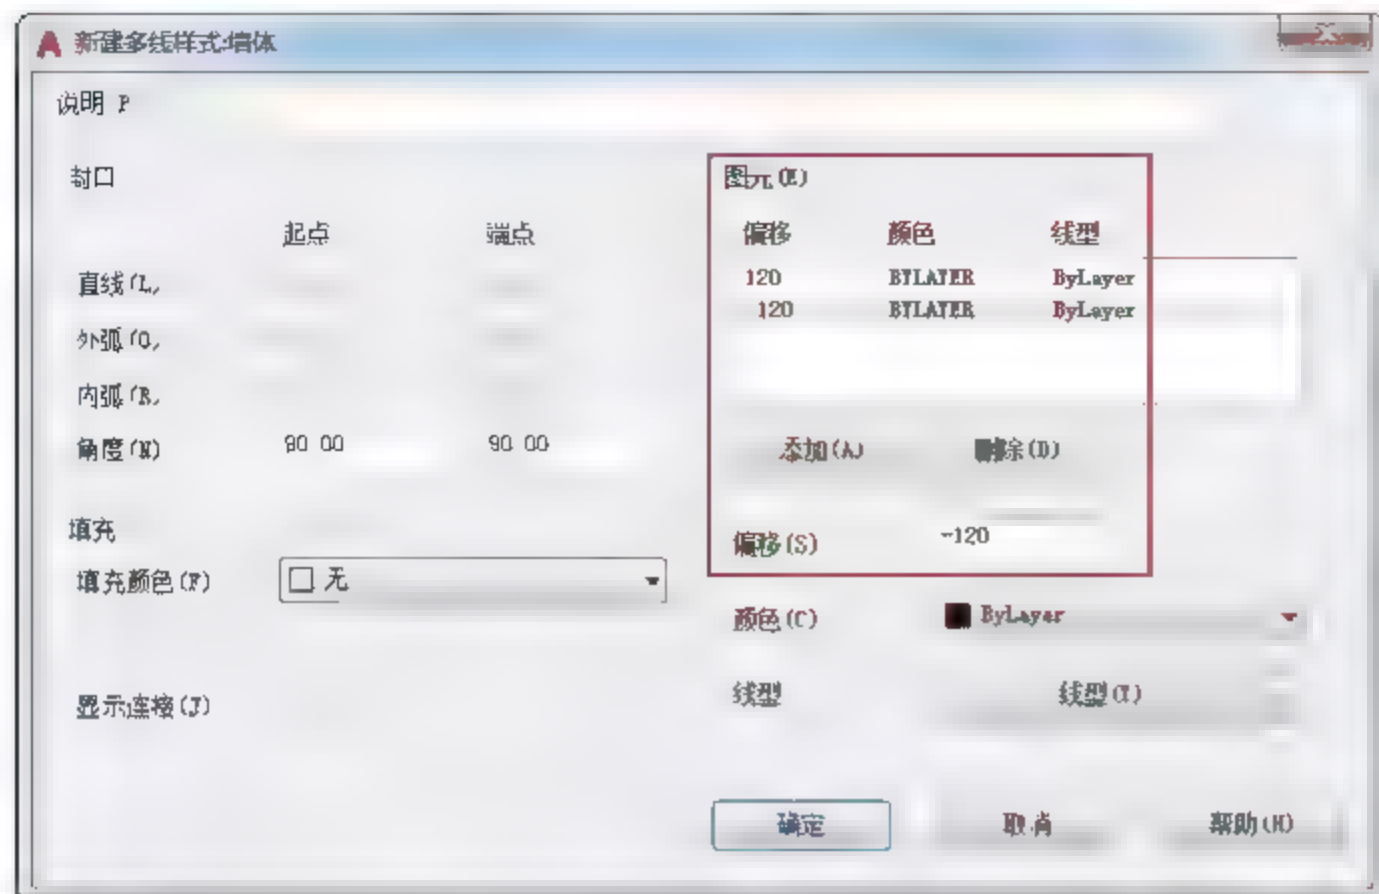 新建多线样式:墙体
说明 P
封口
起点 端点
直线(L,
外弧(O,
内弧(R,
角度(N) 90 00 90 00
填充
填充颜色(F) 无
显示连接(J)
图元(E)
偏移 颜色 线型
120 BYLAYER ByLayer
120 BYLAYER ByLayer
添加(A) 删除(D)
偏移(S) -120
颜色(C) ByLayer
线型 线型(T)
确定 取消 帮助(H)